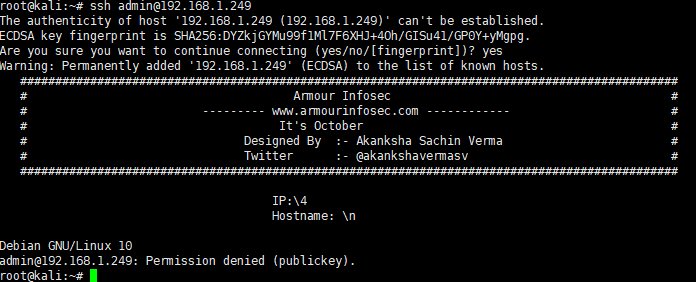 root@kali:~# ssh admin@192.168.1.249
The authenticity of host '192.168.1.249 (192.168.1.249)' can't be established.
ECDSA key fingerprint is SHA256:DYZkjGYMu99f1Ml7F6XHJ+4Oh/GISu41/GP0Y+yMgpg.
Are you sure you want to continue connecting (yes/no/[fingerprint])? yes
Warning: Permanently added '192.168.1.249' (ECDSA) to the list of known hosts.
###############################################################################
# Armour Infosec #
# --------- www.armourinfosec.com ------------ #
# It's October #
# Designed By :- Akanksha Sachin Verma #
# Twitter :- @akankshavermasv #
###############################################################################
IP:\4
Hostname: \n
Debian GNU/Linux 10
admin@192.168.1.249: Permission denied (publickey).
root@kali:~#